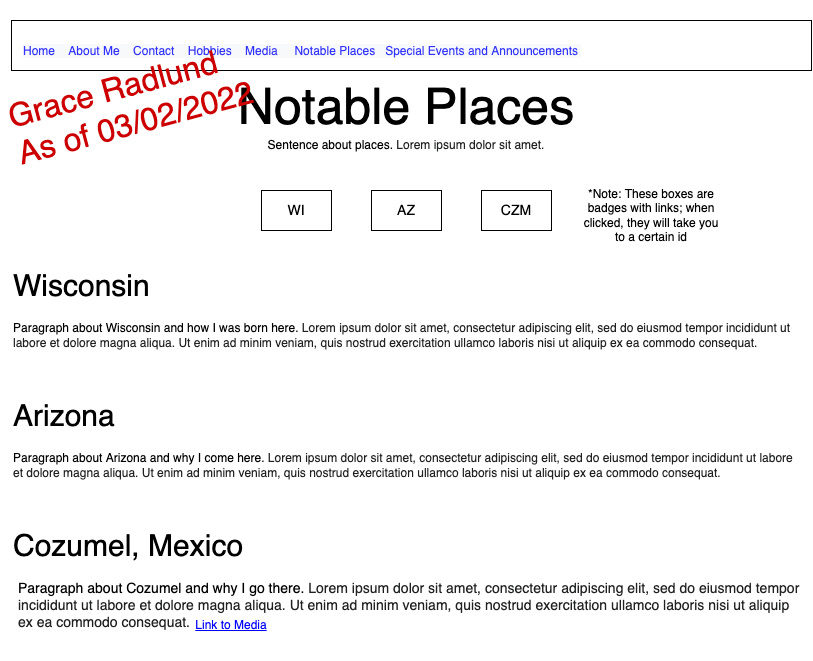 Home About Me Contact Hobbies Media Notable Places Special Events and Announcements
Grace Radlund
As of 03/02/2022
Notable Places
Sentence about places. Lorem ipsum dolor sit amet.
WI
AZ
CZM
*Note: These boxes are
badges with links; when
clicked, they will take you
to a certain id
Wisconsin
Paragraph about Wisconsin and how I was born here. Lorem ipsum dolor sit amet, consectetur adipiscing elit, sed do eiusmod tempor incididunt ut
labore et dolore magna aliqua. Ut enim ad minim veniam, quis nostrud exercitation ullamco laboris nisi ut aliquip ex ea commodo consequat.
Arizona
Paragraph about Arizona and why I come here. Lorem ipsum dolor sit amet, consectetur adipiscing elit, sed do eiusmod tempor incididunt ut labore
et dolore magna aliqua. Ut enim ad minim veniam, quis nostrud exercitation ullamco laboris nisi ut aliquip ex ea commodo consequat.
Cozumel, Mexico
Paragraph about Cozumel and why I go there. Lorem ipsum dolor sit amet, consectetur adipiscing elit, sed do eiusmod tempor
incididunt ut labore et dolore magna aliqua. Ut enim ad minim veniam, quis nostrud exercitation ullamco laboris nisi ut aliquip
ex ea commodo consequat. Link to Media